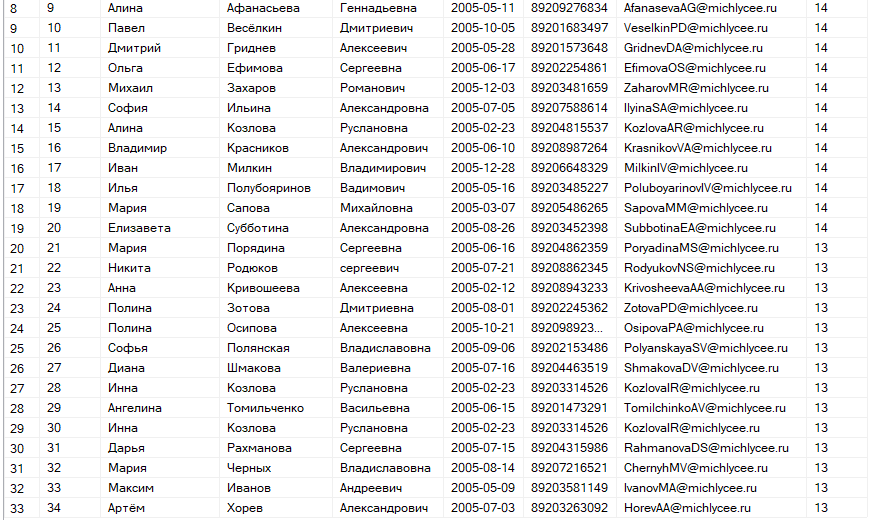 8 9 Алина Афанасьева Геннадьевна 2005-05-11 89209276834 AfanasevaAG@michlycee.ru 14
9 10 Павел Весёлкин Дмитриевич 2005-10-05 89201683497 VeselkinPD@michlycee.ru 14
10 11 Дмитрий Гриднев Алексеевич 2005-05-28 89201573648 GridnevDA@michlycee.ru 14
11 12 Ольга Ефимова Сергеевна 2005-06-17 89202254861 EfimovaOS@michlycee.ru 14
12 13 Михаил Захаров Романович 2005-12-03 89203481659 ZaharovMR@michlycee.ru 14
13 14 София Ильина Александровна 2005-07-05 89207588614 IlyinaSA@michlycee.ru 14
14 15 Алина Козлова Руслановна 2005-02-23 89204815537 KozlovaAR@michlycee.ru 14
15 16 Владимир Красников Александрович 2005-06-10 89208987264 KrasnikovVA@michlycee.ru 14
16 17 Иван Милкин Владимирович 2005-12-28 89206648329 MilkinIV@michlycee.ru 14
17 18 Илья Полубояринов Вадимович 2005-05-16 89203485227 PoluboyarinovIV@michlycee.ru 14
18 19 Мария Сапова Михайловна 2005-03-07 89205486265 SapovaMM@michlycee.ru 14
19 20 Елизавета Субботина Александровна 2005-08-26 89203452398 SubbotinaEA@michlycee.ru 14
20 21 Мария Порядина Сергеевна 2005-06-16 89204862359 PoryadinaMS@michlycee.ru 13
21 22 Никита Родюков сергеевич 2005-07-21 89208862345 RodyukovNS@michlycee.ru 13
22 23 Анна Кривошеева Алексеевна 2005-02-12 89208943233 KrivosheevaAA@michlycee.ru 13
23 24 Полина Зотова Дмитриевна 2005-08-01 89202245362 ZotovaPD@michlycee.ru 13
24 25 Полина Осипова Алексеевна 2005-10-21 892098923... OsipovaPA@michlycee.ru 13
25 26 Софья Полянская Владиславовна 2005-09-06 89202153486 PolyanskayaSV@michlycee.ru 13
26 27 Диана Шмакова Валериевна 2005-07-16 89204463519 ShmakovaDV@michlycee.ru 13
27 28 Инна Козлова Руслановна 2005-02-23 89203314526 KozlovaIR@michlycee.ru 13
28 29 Ангелина Томильченко Васильевна 2005-06-15 89201473291 TomilchinkoAV@michlycee.ru 13
29 30 Инна Козлова Руслановна 2005-02-23 89203314526 KozlovaIR@michlycee.ru 13
30 31 Дарья Рахманова Сергеевна 2005-07-15 89204315986 RahmanovaDS@michlycee.ru 13
31 32 Мария Черных Владиславовна 2005-08-14 89207216521 ChernyhMV@michlycee.ru 13
32 33 Максим Иванов Андреевич 2005-05-09 89203581149 IvanovMA@michlycee.ru 13
33 34 Артём Хорев Александрович 2005-07-03 89203263092 HorevAA@michlycee.ru 13